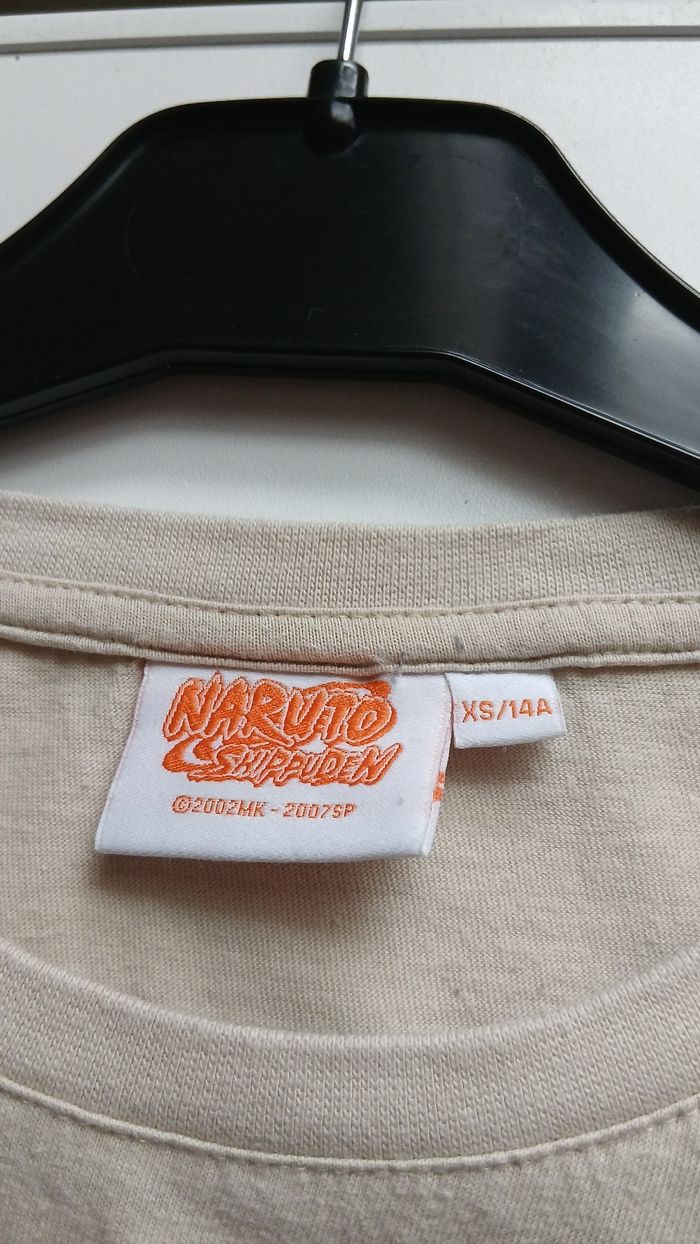 NARUTO
SHIPPUDEN
©2002MK - 2007SP
XS/14A